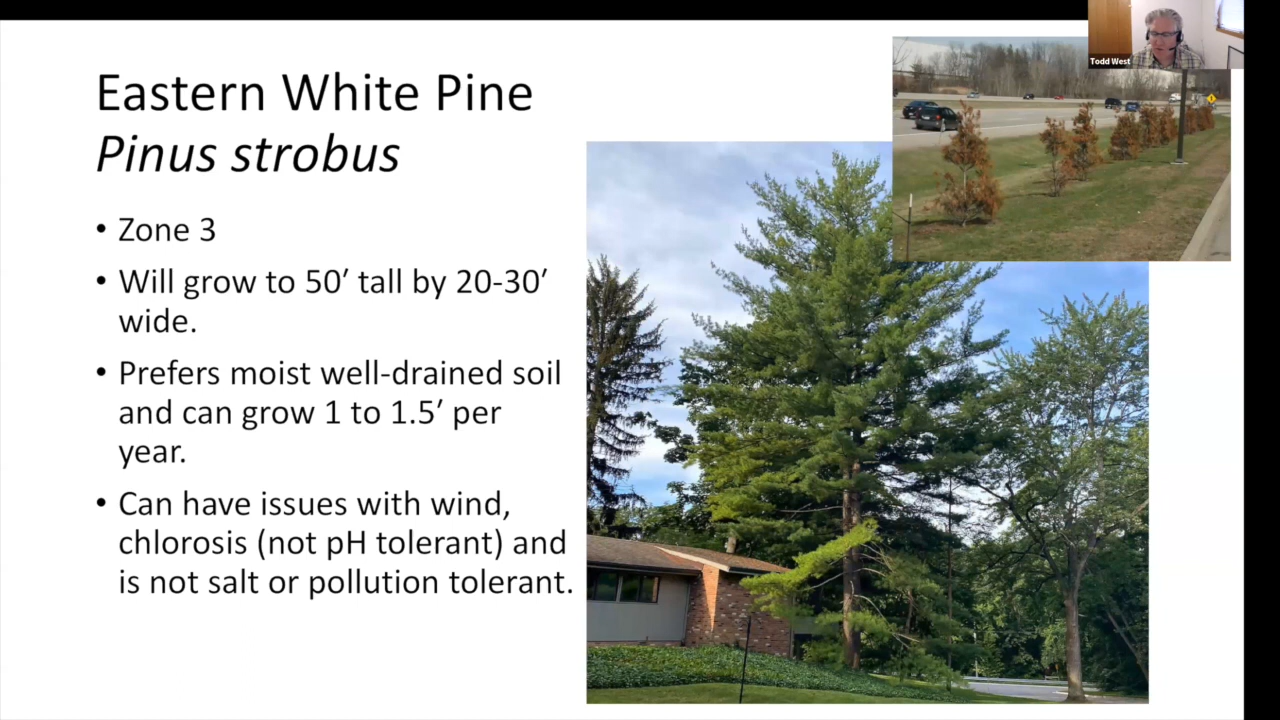 Eastern White Pine
Pinus strobus
• Zone 3
• Will grow to 50′ tall by 20-30′
wide.
• Prefers moist well-drained soil
and can grow 1 to 1.5′ per
year.
• Can have issues with wind,
chlorosis (not pH tolerant) and
is not salt or pollution tolerant.
Todd West